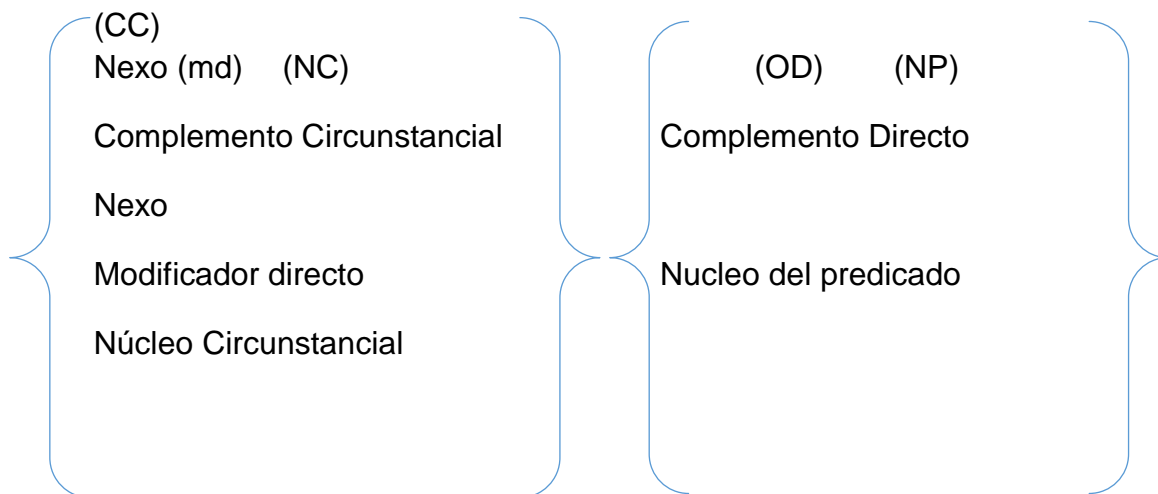 (CC)
Nexo (md) (NC)
Complemento Circunstancial
Nexo
Modificador directo
Núcleo Circunstancial
(OD) (NP)
Complemento Directo
Nucleo del predicado